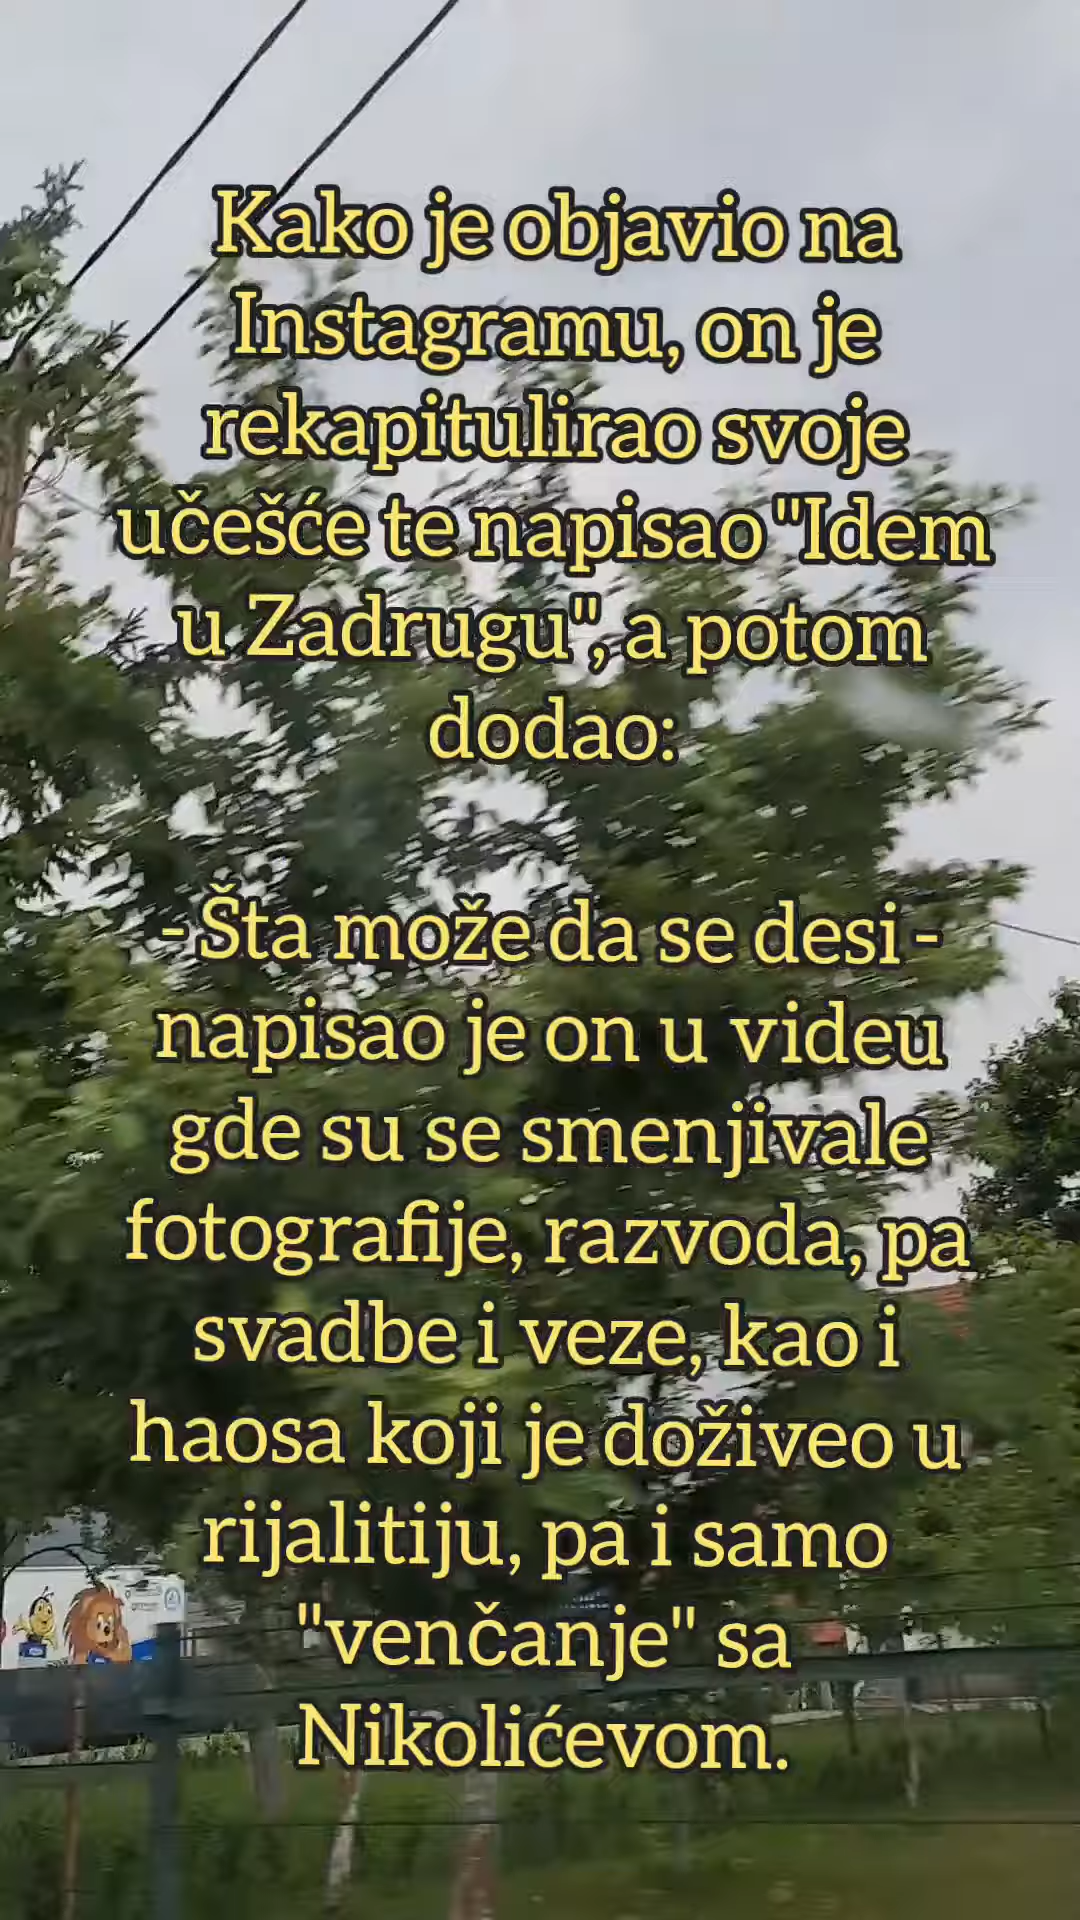 Kako je objavio na
Instagramu, on je
rekapitulirao svoje
učešće te napisao "Idem
u Zadrugu", a potom
dodao:
- Šta može da se desi -
napisao je on u videu
gde su se smenjivale
fotografije, razvoda, pa
svadbe i veze, kao i
haosa koji je doživeo u
rijalitiju, pa i samo
"venčanje" sa
Nikolićevom.